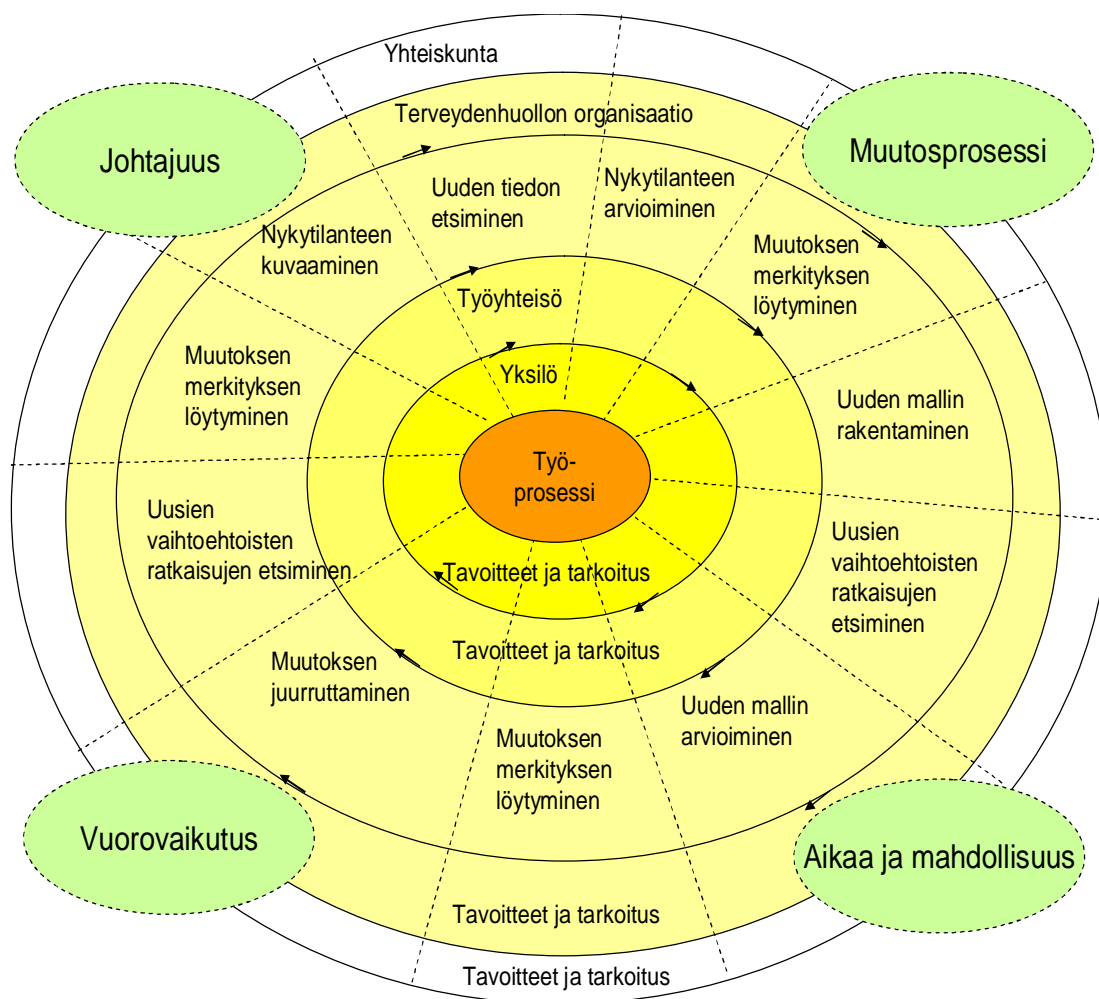 Yhteiskunta
Terveydenhuollon organisaatio
Johtajuus
Muutosprosessi
Uuden tiedon
etsiminen
Nykytilanteen
arvioiminen
Nykytilanteen
kuvaaminen
Muutoksen
merkityksen
löytyminen
Työyhteisö
Muutoksen
merkityksen
löytyminen
Yksilö
Uuden mallin
rakentaminen
Työ-
prosessi
Uusien
vaihtoehtoisten
ratkaisujen etsiminen
Uusien
vaihtoehtoisten
ratkaisujen
etsiminen
Tavoitteet ja tarkoitus
Tavoitteet ja tarkoitus
Muutoksen
juurruttaminen
Uuden mallin
arvioiminen
Muutoksen
merkityksen
löytyminen
Vuorovaikutus
Aikaa ja mahdollisuus
Tavoitteet ja tarkoitus
Tavoitteet ja tarkoitus